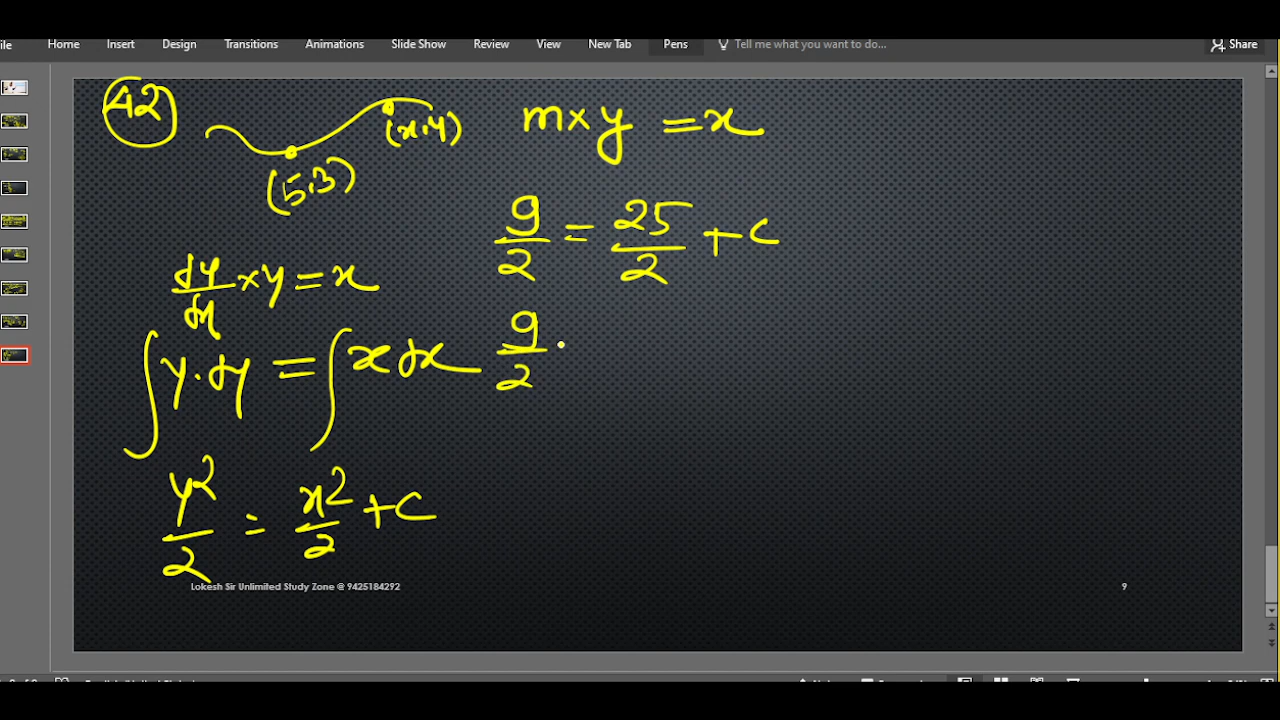 ile Home Insert Design Transitions Animations Slide Show Review View New Tab Pens Tell me what you want to do... Share
42
(5,3)
(x,y)
m×y = x
9/2 = 25/2 + c
dy/dx × y = x
∫ y·dy = ∫ x dx
9/2
y²/2 = x²/2 + c
Lokesh Sir Unlimited Study Zone @ 9425184292
9